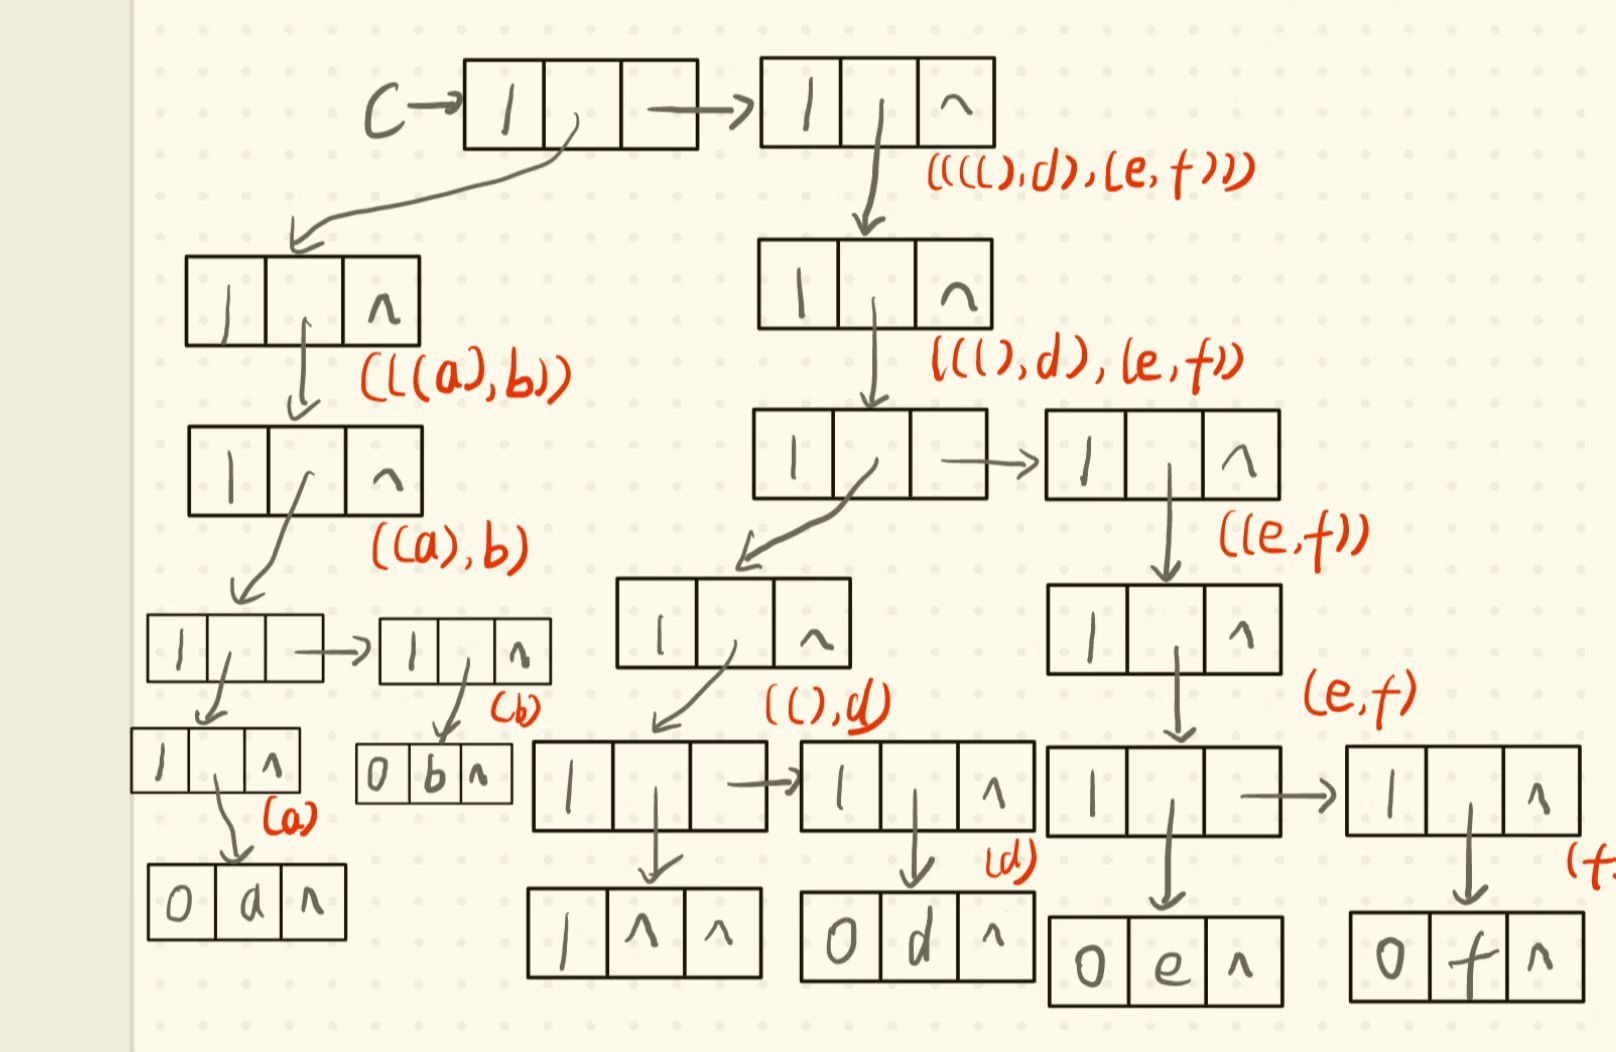 C 1 1 ^
((((),d),(e,f)))
1 ^ 1 ^
(((a),b)) (((),d),(e,f))
1 ^ 1 1 ^
((a),b) ((e,f))
1 1 ^ 1 ^ 1 ^
(b) ((),d) (e,f)
1 ^ 0 b ^ 1 1 ^ 1 1 ^
(a) (d) (f
0 a ^ 1 ^ ^ 0 d ^ 0 e ^ 0 f ^